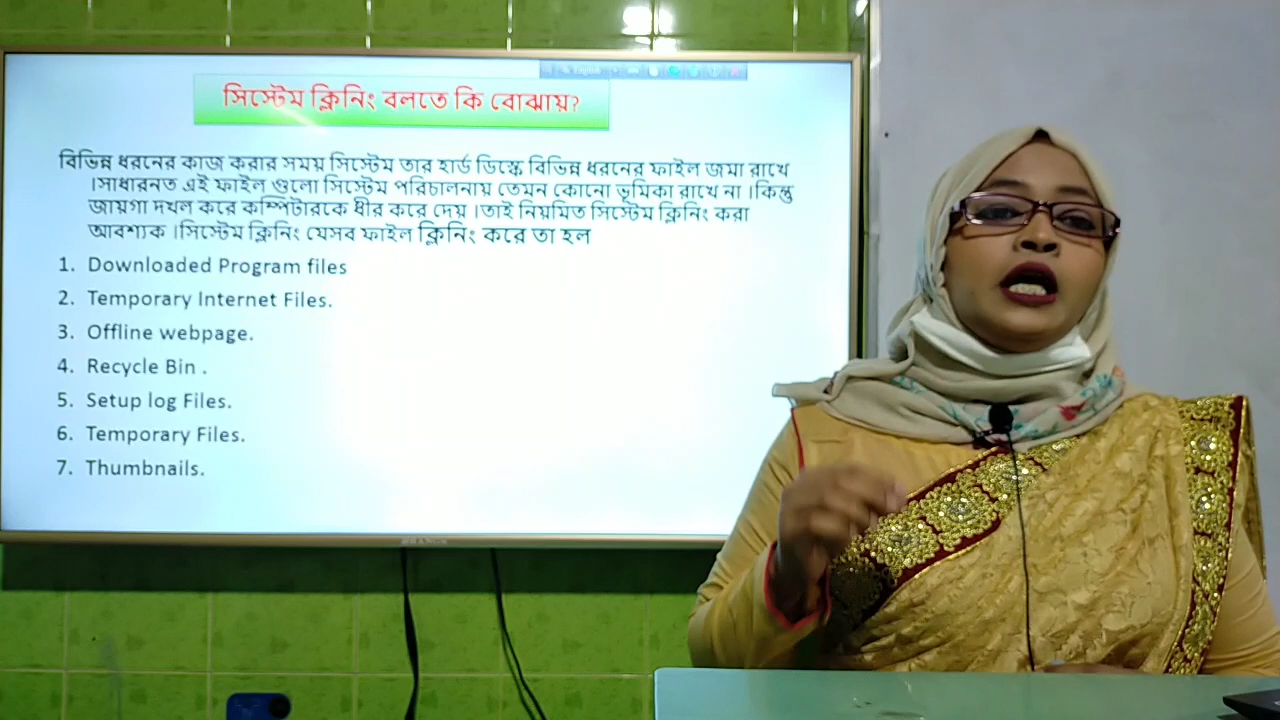 সিস্টেম ক্লিনিং বলতে কি বোঝায়?
বিভিন্ন ধরনের কাজ করার সময় সিস্টেম তার হার্ড ডিস্কে বিভিন্ন ধরনের ফাইল জমা রাখে
।সাধারনত এই ফাইল গুলো সিস্টেম পরিচালনায় তেমন কোনো ভূমিকা রাখে না ।কিন্তু
জায়গা দখল করে কম্পিটারকে ধীর করে দেয় ।তাই নিয়মিত সিস্টেম ক্লিনিং করা
আবশ্যক ।সিস্টেম ক্লিনিং যেসব ফাইল ক্লিনিং করে তা হল
1. Downloaded Program files
2. Temporary Internet Files.
3. Offline webpage.
4. Recycle Bin .
5. Setup log Files.
6. Temporary Files.
7. Thumbnails.